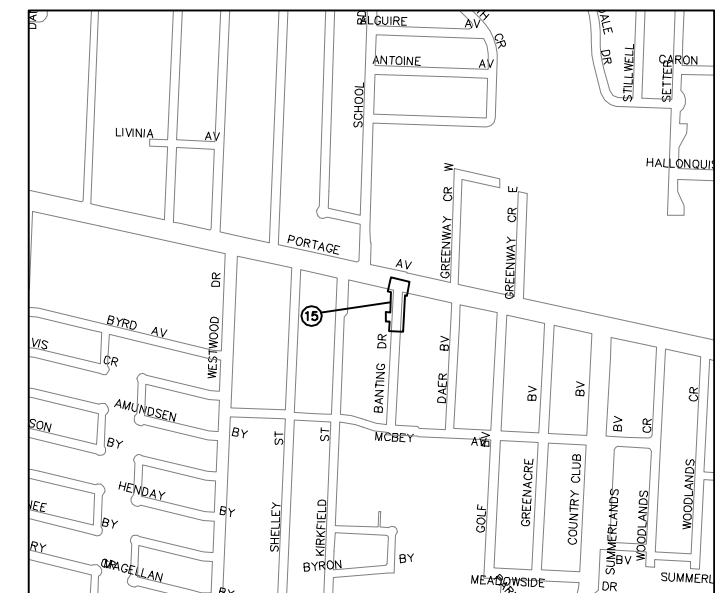 ALGUIRE AV
CR
DALE DR
STILLWELL
SETTER
CARON
ANTOINE AV
SCHOOL RD
LIVINIA AV
HALLONQUIS
GREENWAY CR W
GREENWAY CR E
PORTAGE AV
15
WESTWOOD DR
BYRD AV
VIS
CR
BANTING DR
DAER BV
BV
BV
BV
CR
CR
AMUNDSEN
BY
SON
BY
ST
ST
MCBEY AV
HENDAY
BY
NEE
BY
SHELLEY
KIRKFIELD
GOLF
GREENACRE
COUNTRY CLUB
SUMMERLANDS
WOODLANDS
WOODLANDS
RY
MAGELLAN
BY
BYRON BY
MEADOWSIDE
DR
BV
SUMMERL